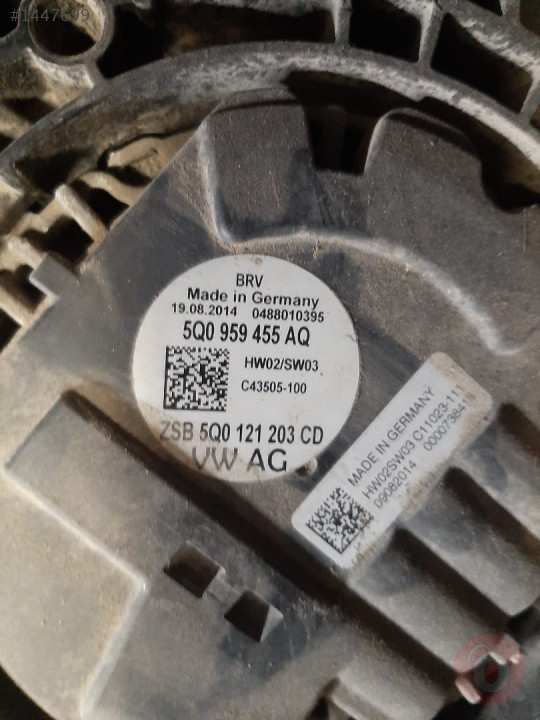 #1447699
BRV
Made in Germany
19.08.2014 0488010395
5Q0 959 455 AQ
HW02/SW03
C43505-100
ZSB 5Q0 121 203 CD
VW AG
MADE IN GERMANY
HW02SW03 C11023-111
09082014